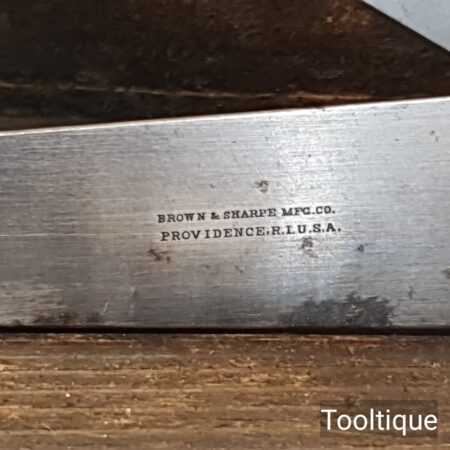 BROWN & SHARPE MFG.CO.
PROVIDENCE.R.I.U.S.A.
Tooltique